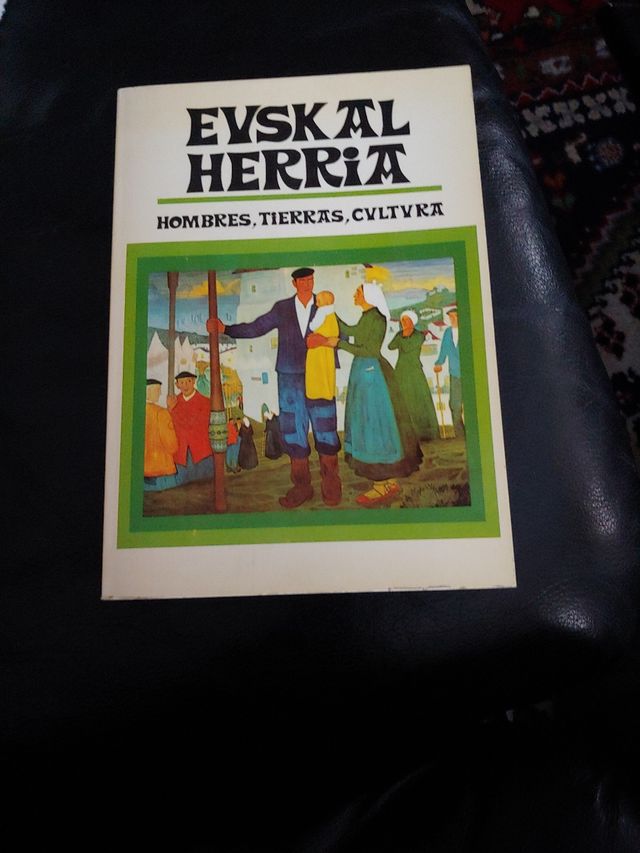 EVSKAL
HERRiA
HOMBRES, TiERRAS, CVLTVRA